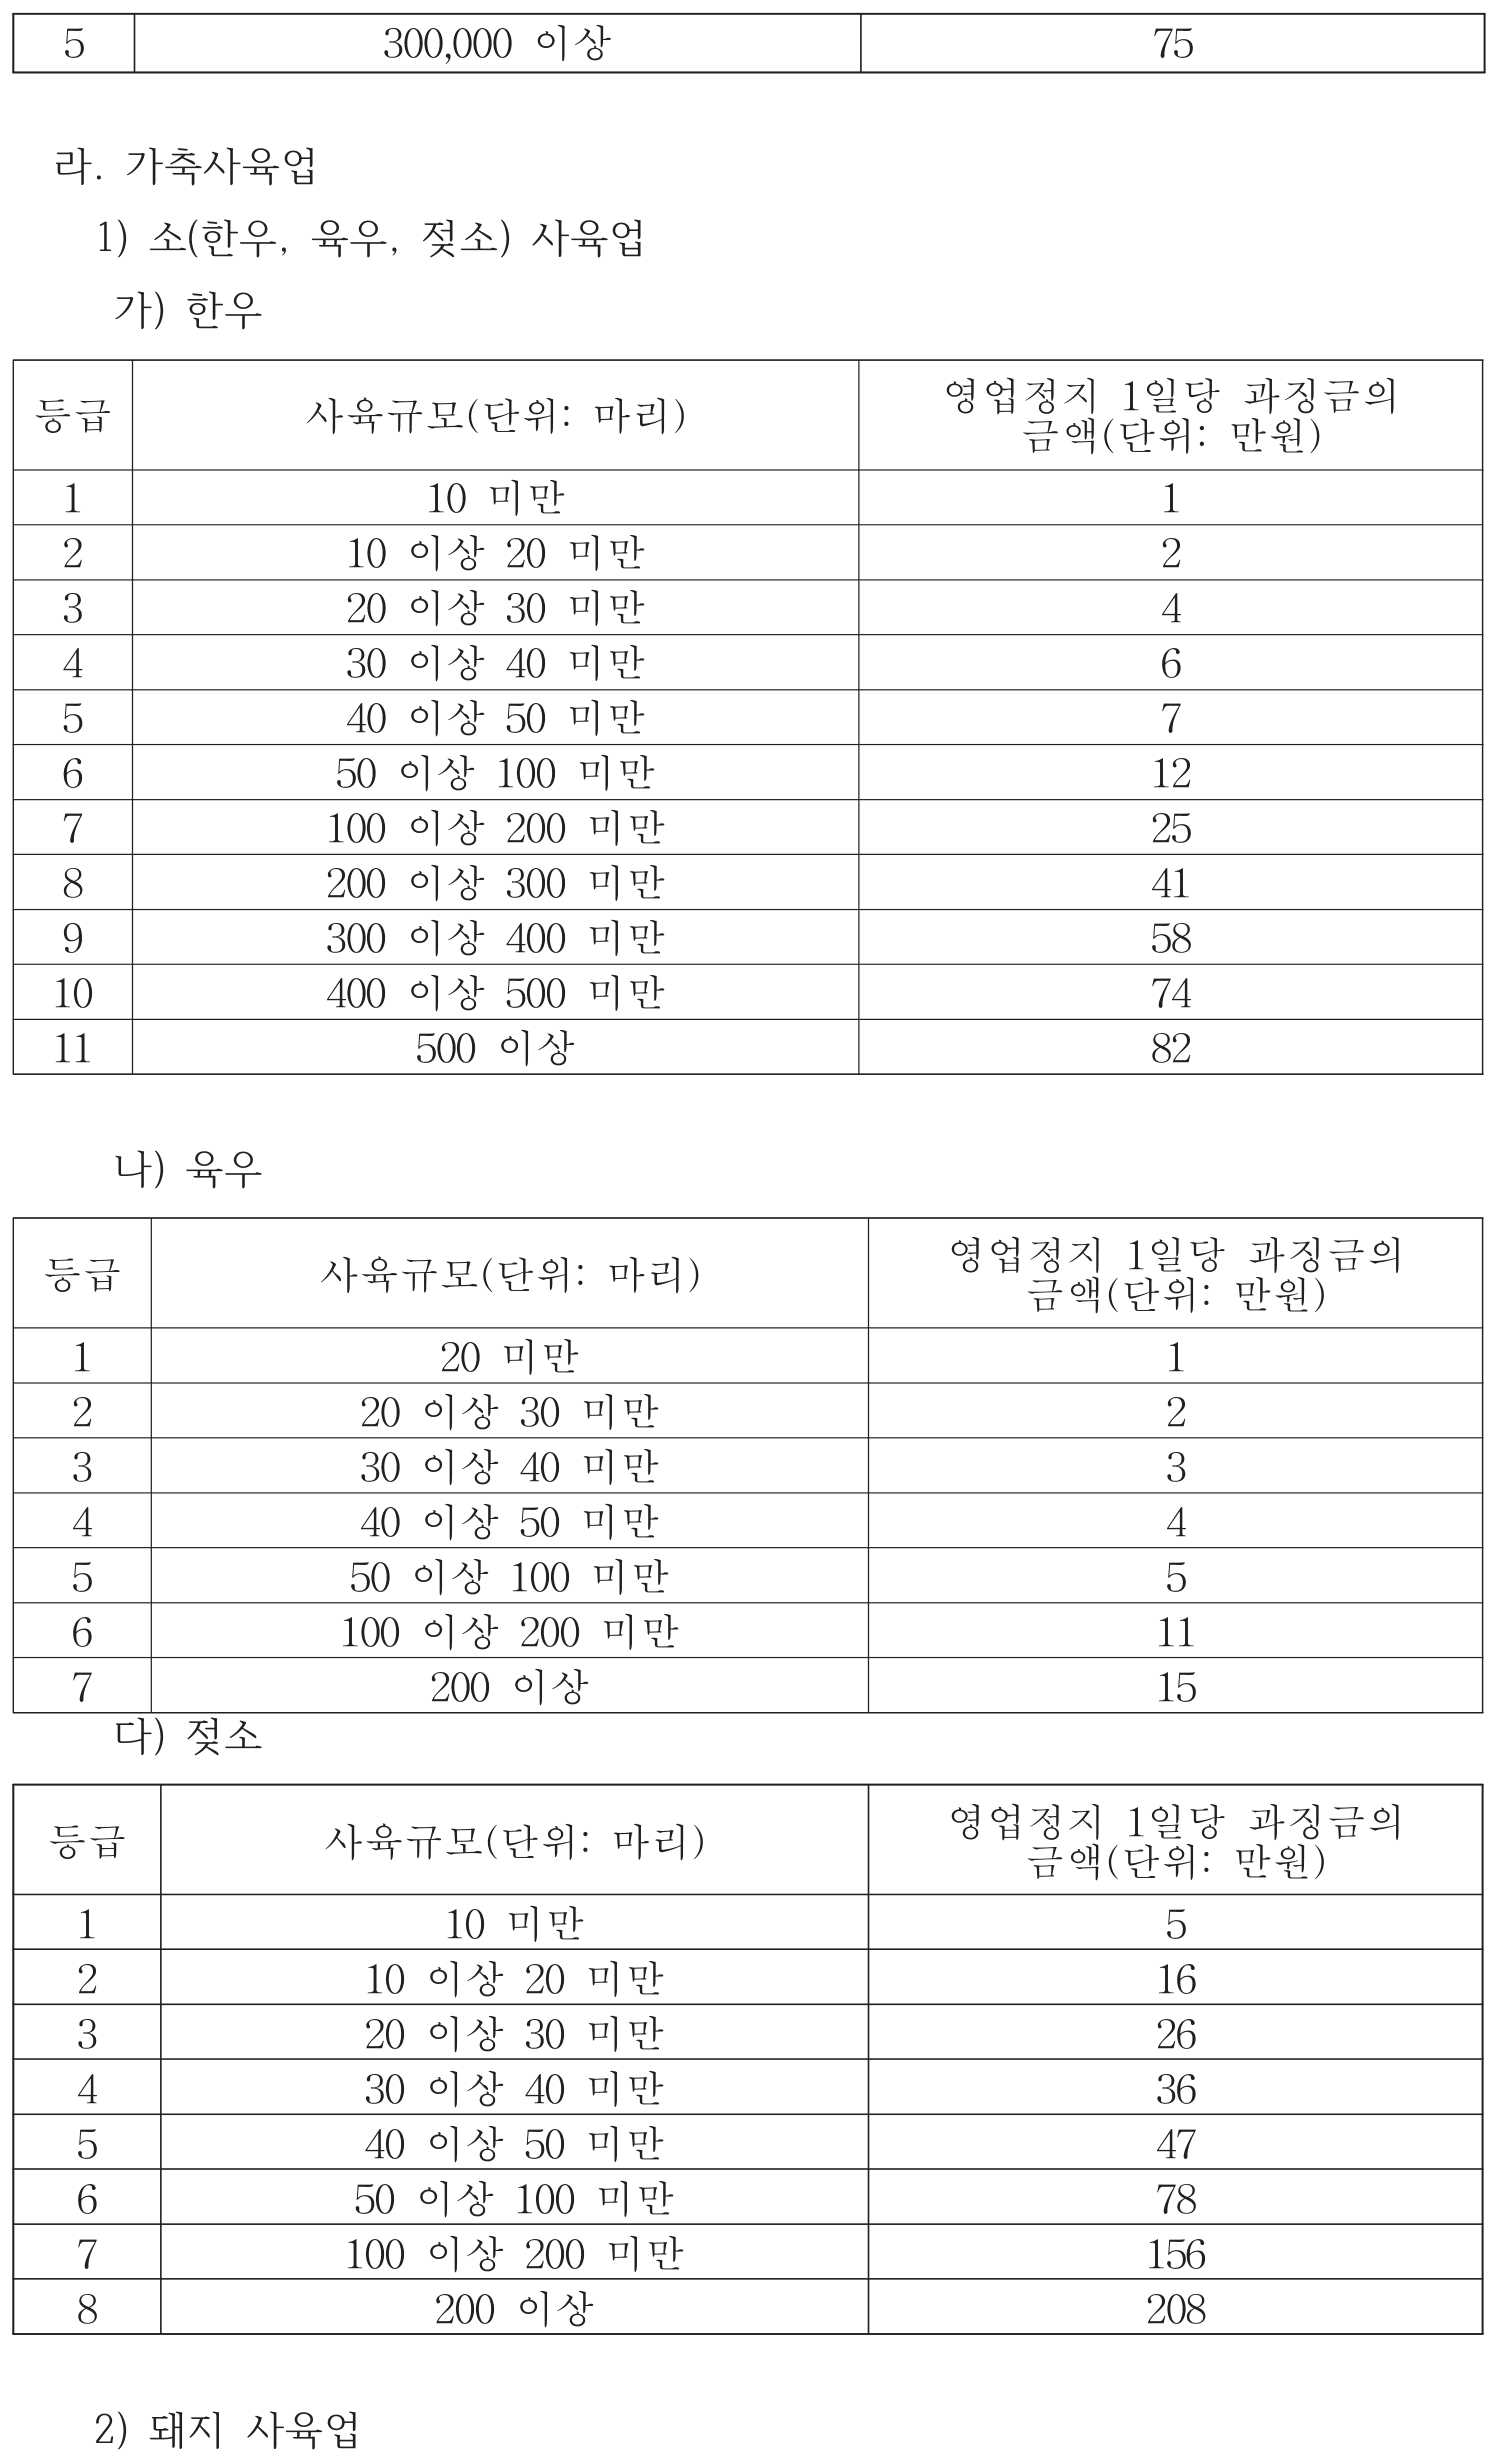 5 300,000 이상 75
라. 가축사육업
1) 소(한우, 육우, 젖소) 사육업
가) 한우
등급 사육규모(단위: 마리) 영업정지 1일당 과징금의
금액(단위: 만원)
1 10 미만 1
2 10 이상 20 미만 2
3 20 이상 30 미만 4
4 30 이상 40 미만 6
5 40 이상 50 미만 7
6 50 이상 100 미만 12
7 100 이상 200 미만 25
8 200 이상 300 미만 41
9 300 이상 400 미만 58
10 400 이상 500 미만 74
11 500 이상 82
나) 육우
등급 사육규모(단위: 마리) 영업정지 1일당 과징금의
금액(단위: 만원)
1 20 미만 1
2 20 이상 30 미만 2
3 30 이상 40 미만 3
4 40 이상 50 미만 4
5 50 이상 100 미만 5
6 100 이상 200 미만 11
7 200 이상 15
다) 젖소
등급 사육규모(단위: 마리) 영업정지 1일당 과징금의
금액(단위: 만원)
1 10 미만 5
2 10 이상 20 미만 16
3 20 이상 30 미만 26
4 30 이상 40 미만 36
5 40 이상 50 미만 47
6 50 이상 100 미만 78
7 100 이상 200 미만 156
8 200 이상 208
2) 돼지 사육업